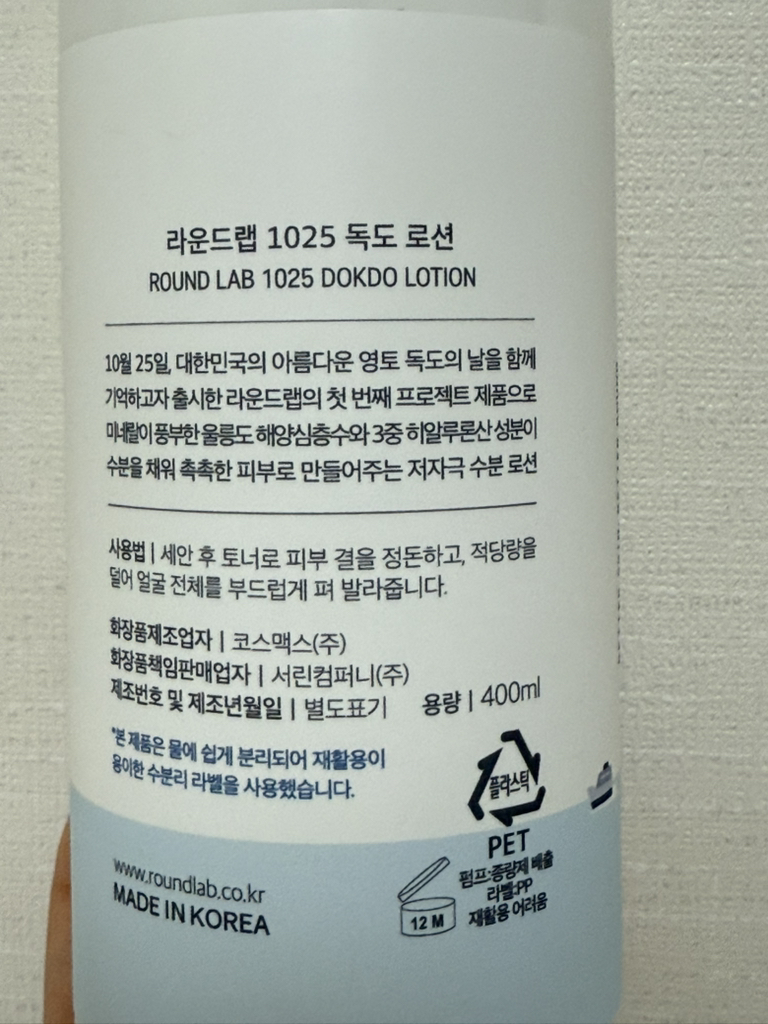 라운드랩 1025 독도 로션
ROUND LAB 1025 DOKDO LOTION
10월 25일, 대한민국의 아름다운 영토 독도의 날을 함께
기억하고자 출시한 라운드랩의 첫 번째 프로젝트 제품으로
미네랄이 풍부한 울릉도 해양심층수와 3중 히알루론산 성분이
수분을 채워 촉촉한 피부로 만들어주는 저자극 수분 로션
사용법 | 세안 후 토너로 피부 결을 정돈하고, 적당량을
덜어 얼굴 전체를 부드럽게 펴 발라줍니다.
화장품제조업자 | 코스맥스(주)
화장품책임판매업자 | 서린컴퍼니(주)
제조번호 및 제조년월일 | 별도표기 용량 | 400ml
*본 제품은 물에 쉽게 분리되어 재활용이
용이한 수분리 라벨을 사용했습니다.
플라스틱
PET
펌프:종량제 배출
라벨:PP
재활용 어려움
12 M
www.roundlab.co.kr
MADE IN KOREA